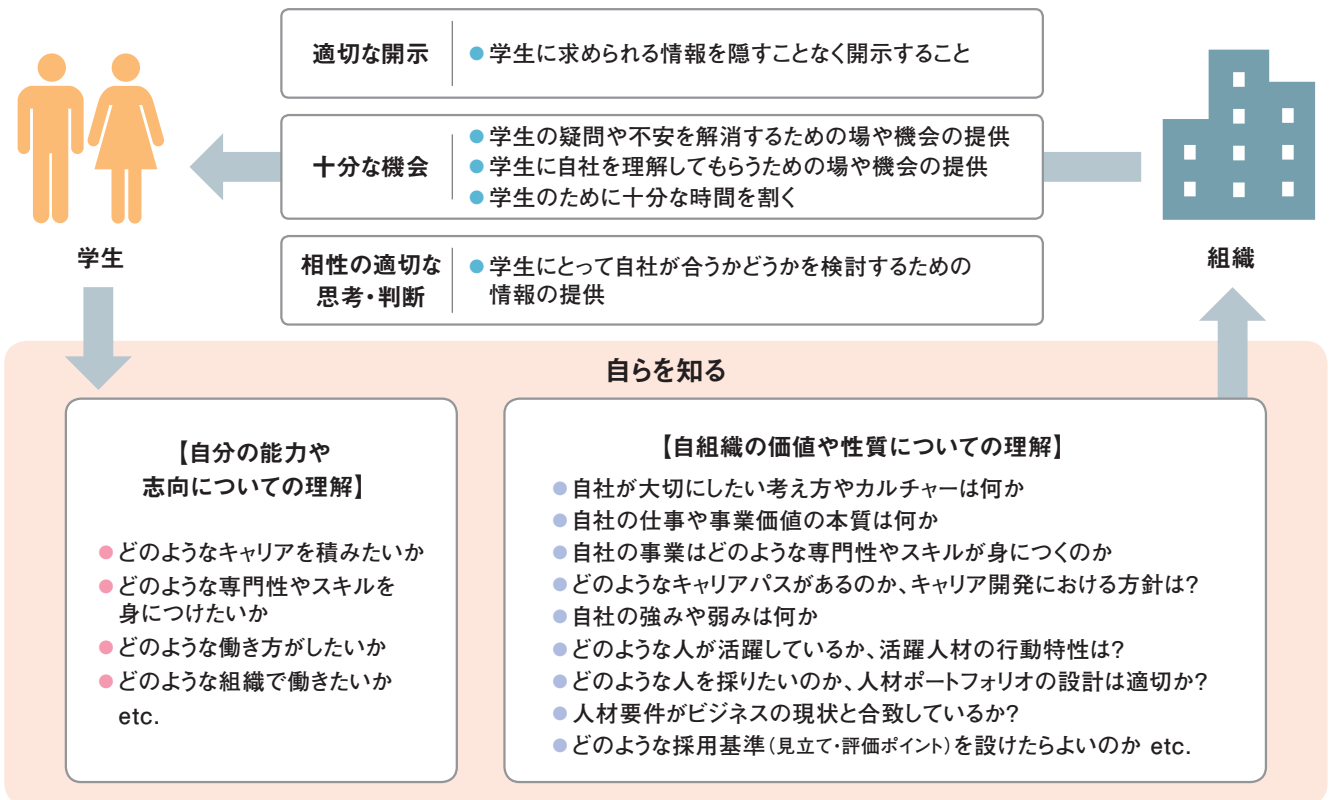 適切な開示
●学生に求められる情報を隠すことなく開示すること
十分な機会
●学生の疑問や不安を解消するための場や機会の提供
●学生に自社を理解してもらうための場や機会の提供
●学生のために十分な時間を割く
相性の適切な
思考・判断
●学生にとって自社が合うかどうかを検討するための
情報の提供
学生
組織
自らを知る
【自分の能力や
志向についての理解】
●どのようなキャリアを積みたいか
●どのような専門性やスキルを
身につけたいか
●どのような働き方がしたいか
●どのような組織で働きたいか
etc.
【自組織の価値や性質についての理解】
●自社が大切にしたい考え方やカルチャーは何か
●自社の仕事や事業価値の本質は何か
●自社の事業はどのような専門性やスキルが身につくのか
●どのようなキャリアパスがあるのか、キャリア開発における方針は?
●自社の強みや弱みは何か
●どのような人が活躍しているか、活躍人材の行動特性は?
●どのような人を採りたいのか、人材ポートフォリオの設計は適切か?
●人材要件がビジネスの現状と合致しているか?
●どのような採用基準(見立て・評価ポイント)を設けたらよいのか etc.